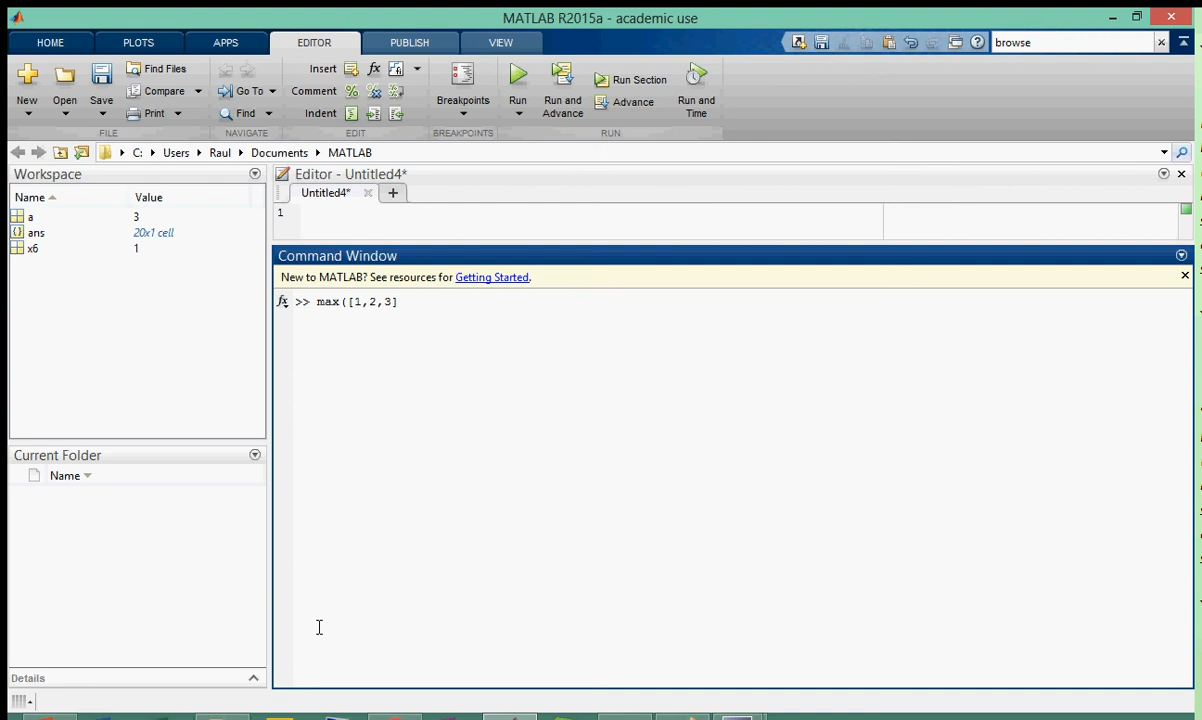 MATLAB R2015a - academic use
HOME PLOTS APPS EDITOR PUBLISH VIEW browse
New Open Save Find Files Compare Print
FILE
Go To Find
NAVIGATE
Insert fx
Comment
Indent
EDIT
Breakpoints
BREAKPOINTS
Run Run and Advance Run Section Advance Run and Time
RUN
C: Users Raul Documents MATLAB
Workspace
Name Value
a 3
ans 20x1 cell
x6 1
Current Folder
Name
Details
Editor - Untitled4*
Untitled4*
1
Command Window
New to MATLAB? See resources for Getting Started.
fx >> max([1,2,3]